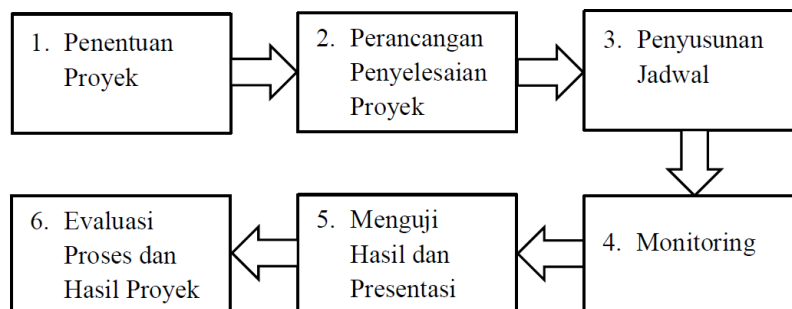 1. Penentuan
Proyek
2. Perancangan
Penyelesaian
Proyek
3. Penyusunan
Jadwal
4. Monitoring
5. Menguji
Hasil dan
Presentasi
6. Evaluasi
Proses dan
Hasil Proyek